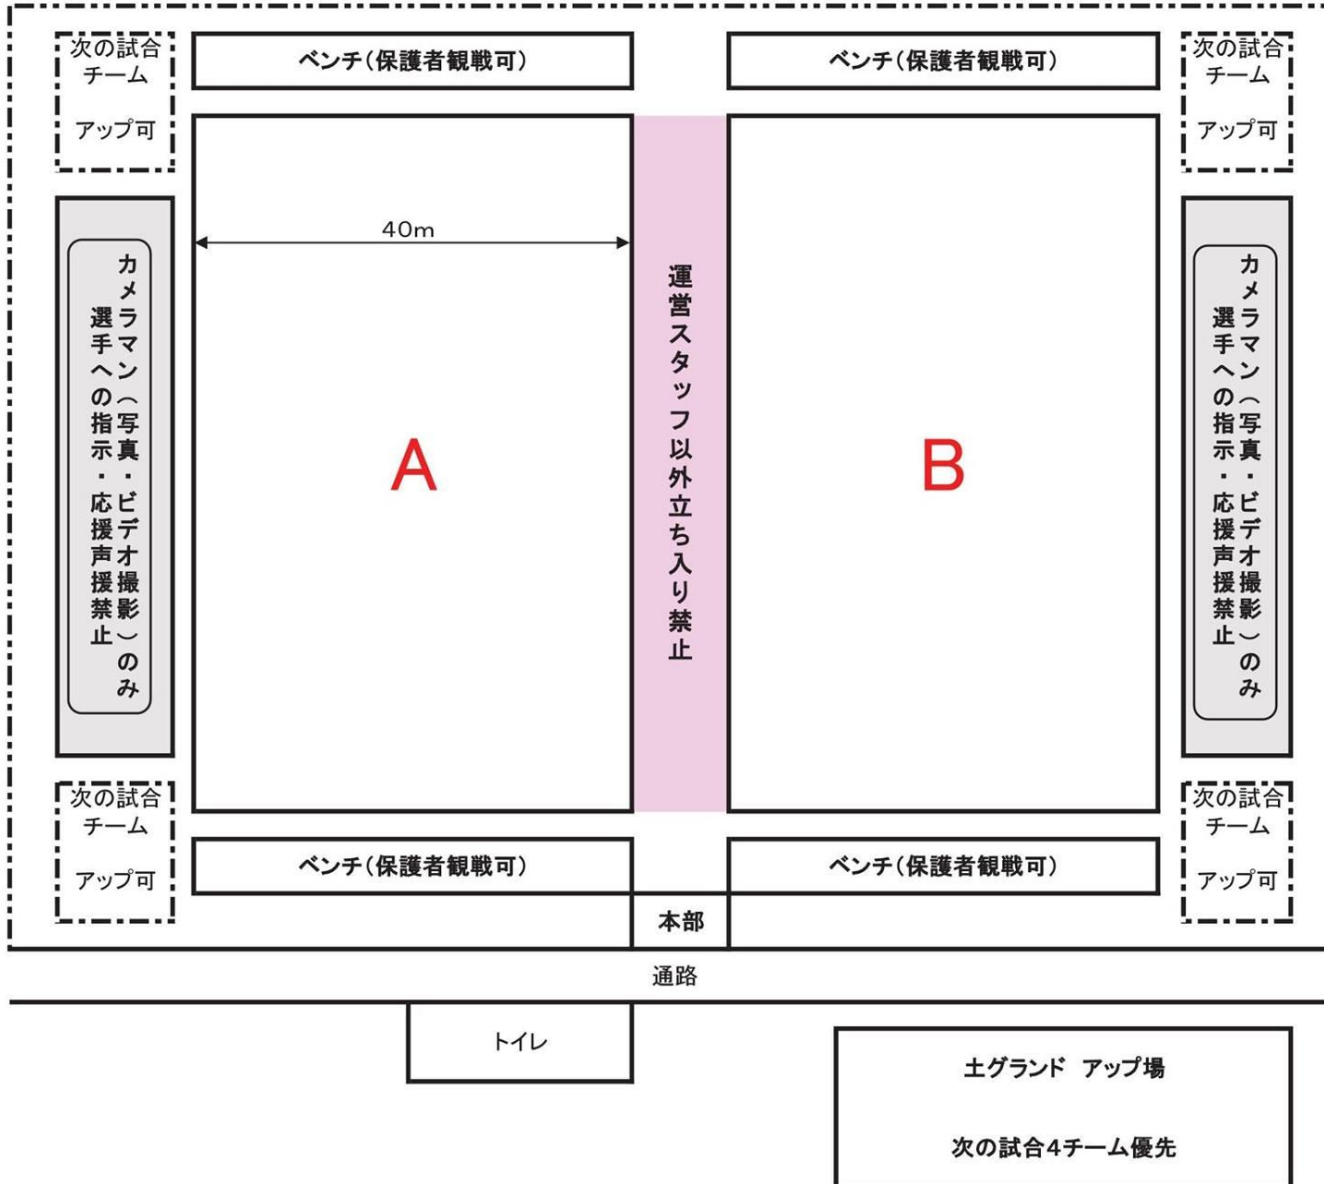 次の試合
チーム
アップ可
ベンチ(保護者観戦可)
ベンチ(保護者観戦可)
次の試合
チーム
アップ可
40m
カメラマン(写真・ビデオ撮影)のみ
選手への指示・応援声援禁止
A
運営スタッフ以外立ち入り禁止
B
カメラマン(写真・ビデオ撮影)のみ
選手への指示・応援声援禁止
次の試合
チーム
アップ可
ベンチ(保護者観戦可)
ベンチ(保護者観戦可)
次の試合
チーム
アップ可
本部
通路
トイレ
土グランド アップ場
次の試合4チーム優先